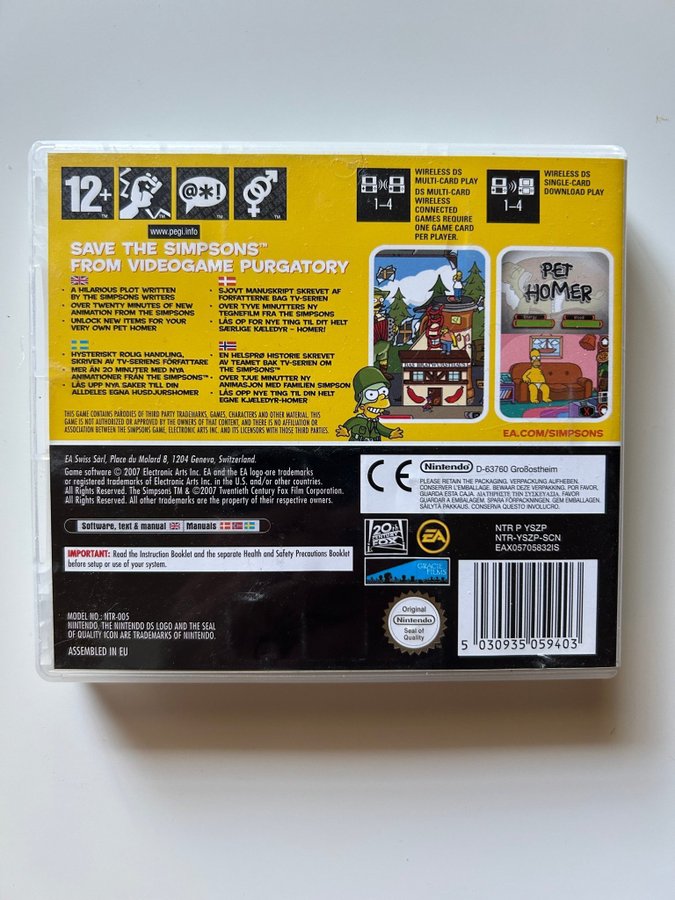 12+
@*!
www.pegi.info
WIRELESS DS
MULTI-CARD PLAY
DS MULTI-CARD
WIRELESS
CONNECTED
GAMES REQUIRE
ONE GAME CARD
PER PLAYER.
1-4
WIRELESS DS
SINGLE-CARD
DOWNLOAD PLAY
1-4
SAVE THE SIMPSONS™
FROM VIDEOGAME PURGATORY
• A HILARIOUS PLOT WRITTEN
BY THE SIMPSONS WRITERS
• OVER TWENTY MINUTES OF NEW
ANIMATION FROM THE SIMPSONS
• UNLOCK NEW ITEMS FOR YOUR
VERY OWN PET HOMER
• SJOVT MANUSKRIPT SKREVET AF
FORFATTERNE BAG TV-SERIEN
• OVER TYVE MINUTTERS NY
TEGNEFILM FRA THE SIMPSONS
• LÅS OP FOR NYE TING TIL DIT HELT
SÆRLIGE KÆLEDYR – HOMER!
• HYSTERISKT ROLIG HANDLING,
SKRIVEN AV TV-SERIENS FÖRFATTARE
• MER ÄN 20 MINUTER MED NYA
ANIMATIONER FRÅN THE SIMPSONS™
• LÅS UPP NYA SAKER TILL DIN
ALLDELES EGNA HUSDJURSHOMER
• EN HELSPRØ HISTORIE SKREVET
AV TEAMET BAK TV-SERIEN OM
THE SIMPSONS™
• OVER TJUE MINUTTER NY
ANIMASJON MED FAMILIEN SIMPSON
• LÅS OPP NYE TING TIL DIN HELT
EGNE KJÆLEDYR-HOMER
DAS BRATWURSTHAUS
PET
HOMER
Energy
Mood
EA.COM/SIMPSONS
THIS GAME CONTAINS PARODIES OF THIRD PARTY TRADEMARKS, GAMES, CHARACTERS AND OTHER MATERIAL. THIS
GAME IS NOT AUTHORIZED OR APPROVED BY THE OWNERS OF THAT CONTENT, AND THERE IS NO AFFILIATION OR
ASSOCIATION BETWEEN THE SIMPSONS GAME, ELECTRONIC ARTS INC. AND ITS LICENSORS WITH THOSE THIRD PARTIES.
EA Swiss Sàrl, Place du Molard 8, 1204 Geneva, Switzerland.
Game software © 2007 Electronic Arts Inc. EA and the EA logo are trademarks
or registered trademarks of Electronic Arts Inc. in the U.S. and/or other countries.
All Rights Reserved. The Simpsons TM & ©2007 Twentieth Century Fox Film Corporation.
All Rights Reserved. All other trademarks are the property of their respective owners.
Software, text & manual
Manuals
IMPORTANT: Read the Instruction Booklet and the separate Health and Safety Precautions Booklet
before setup or use of your system.
MODEL NO.: NTR-005
NINTENDO, THE NINTENDO DS LOGO AND THE SEAL
OF QUALITY ICON ARE TRADEMARKS OF NINTENDO.
ASSEMBLED IN EU
CE
Nintendo
D-63760 Großostheim
PLEASE RETAIN THE PACKAGING. VERPACKUNG AUFHEBEN.
CONSERVER L'EMBALLAGE. BEWAAR DEZE VERPAKKING. POR FAVOR,
GUARDA ESTA CAJA. ΔΙΑΤΗΡΗΣΤΕ ΤΗΝ ΣΥΣΚΕΥΑΣΙΑ. FAVOR
GUARDAR A EMBALAGEM. SPARA FÖRPACKNINGEN. GEM EMBALLAGEN.
SÄILYTÄ PAKKAUS. CONSERVA QUESTO INVOLUCRO.
20th
CENTURY
FOX
EA
NTR P YSZP
NTR-YSZP-SCN
EAX05705832IS
GRACIE
FILMS
Original
Nintendo
Seal of
Quality
5 030935 059403